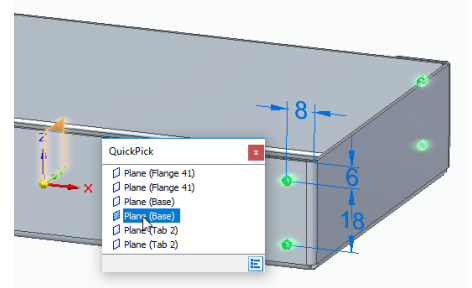 8
Z
X
QuickPick
x
Plane (Flange 41)
Plane (Flange 41)
Plane (Base)
Plane (Base)
Plane (Tab 2)
Plane (Tab 2)
6
18